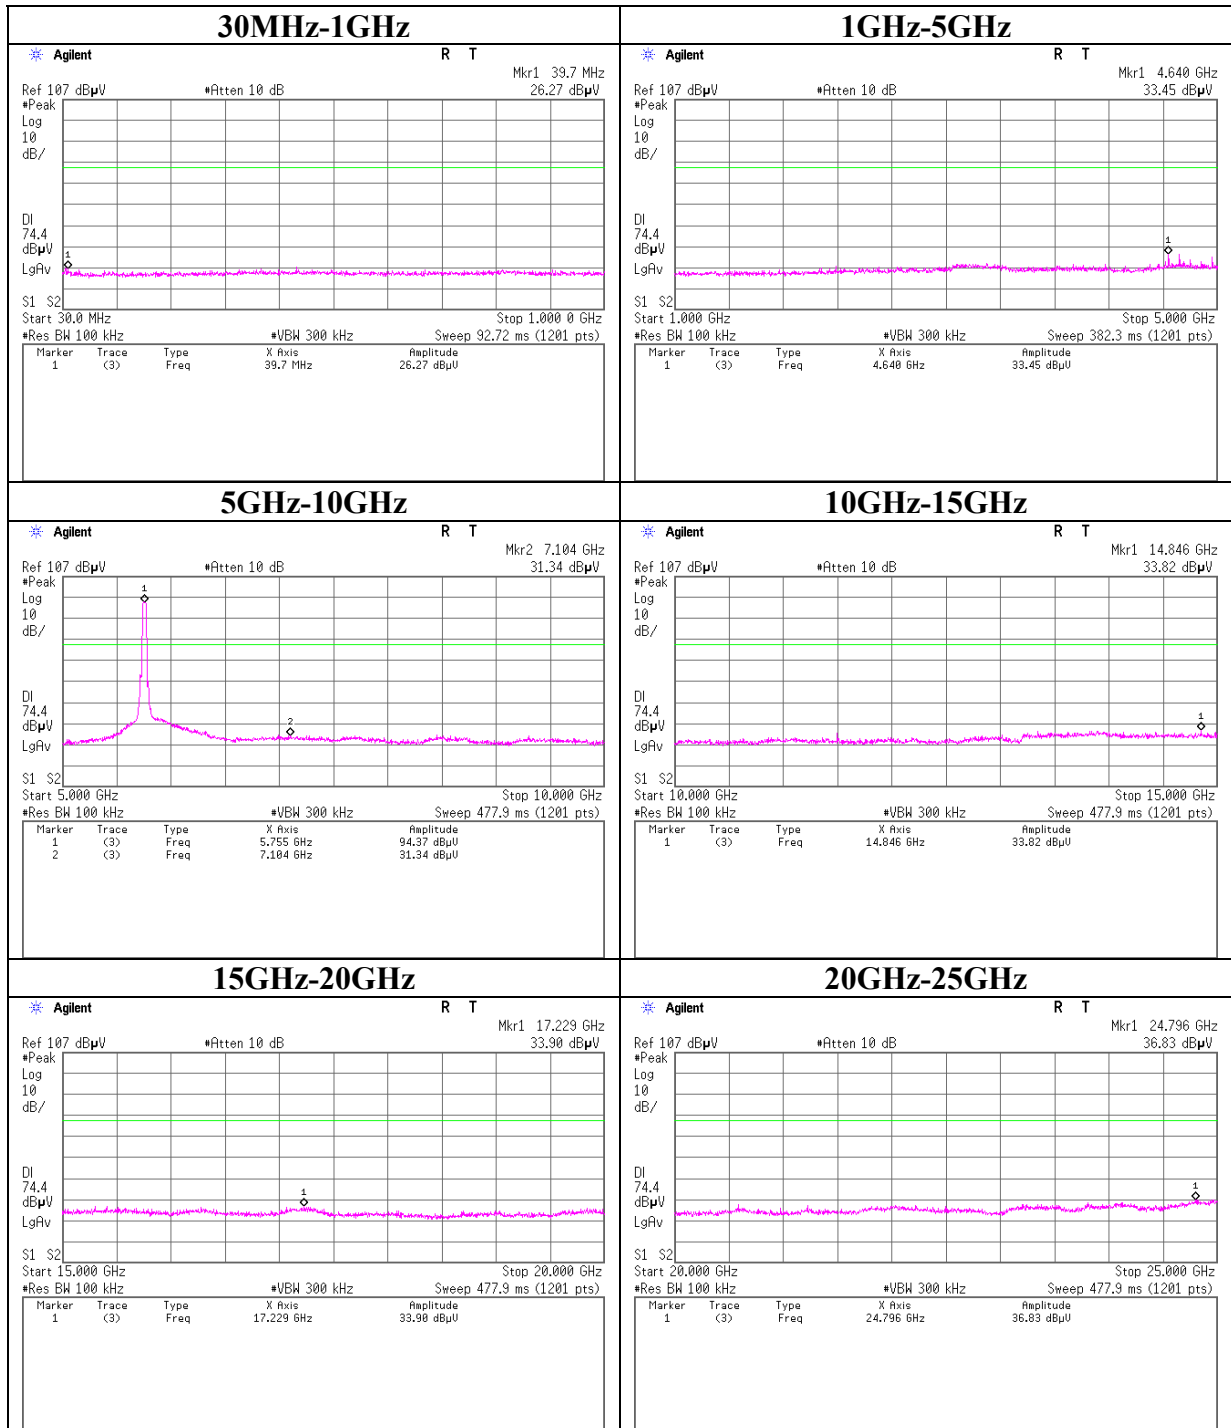 30MHz-1GHz
Agilent R T
Mkr1 39.7 MHz
Ref 107 dBµV #Atten 10 dB 26.27 dBµV
#Peak
Log
10
dB/
DI
74.4
dBµV
LgAv
1
S1 S2
Start 30.0 MHz Stop 1.000 0 GHz
#Res BW 100 kHz #VBW 300 kHz Sweep 92.72 ms (1201 pts)
Marker Trace Type X Axis Amplitude
1 (3) Freq 39.7 MHz 26.27 dBµV
1GHz-5GHz
Agilent R T
Mkr1 4.640 GHz
Ref 107 dBµV #Atten 10 dB 33.45 dBµV
#Peak
Log
10
dB/
DI
74.4
dBµV
LgAv
1
S1 S2
Start 1.000 GHz Stop 5.000 GHz
#Res BW 100 kHz #VBW 300 kHz Sweep 382.3 ms (1201 pts)
Marker Trace Type X Axis Amplitude
1 (3) Freq 4.640 GHz 33.45 dBµV
5GHz-10GHz
Agilent R T
Mkr2 7.104 GHz
Ref 107 dBµV #Atten 10 dB 31.34 dBµV
#Peak
Log
10
dB/
1
DI
74.4
dBµV
LgAv
2
S1 S2
Start 5.000 GHz Stop 10.000 GHz
#Res BW 100 kHz #VBW 300 kHz Sweep 477.9 ms (1201 pts)
Marker Trace Type X Axis Amplitude
1 (3) Freq 5.755 GHz 94.37 dBµV
2 (3) Freq 7.104 GHz 31.34 dBµV
10GHz-15GHz
Agilent R T
Mkr1 14.846 GHz
Ref 107 dBµV #Atten 10 dB 33.82 dBµV
#Peak
Log
10
dB/
DI
74.4
dBµV
LgAv
1
S1 S2
Start 10.000 GHz Stop 15.000 GHz
#Res BW 100 kHz #VBW 300 kHz Sweep 477.9 ms (1201 pts)
Marker Trace Type X Axis Amplitude
1 (3) Freq 14.846 GHz 33.82 dBµV
15GHz-20GHz
Agilent R T
Mkr1 17.229 GHz
Ref 107 dBµV #Atten 10 dB 33.90 dBµV
#Peak
Log
10
dB/
DI
74.4
dBµV
LgAv
1
S1 S2
Start 15.000 GHz Stop 20.000 GHz
#Res BW 100 kHz #VBW 300 kHz Sweep 477.9 ms (1201 pts)
Marker Trace Type X Axis Amplitude
1 (3) Freq 17.229 GHz 33.90 dBµV
20GHz-25GHz
Agilent R T
Mkr1 24.796 GHz
Ref 107 dBµV #Atten 10 dB 36.83 dBµV
#Peak
Log
10
dB/
DI
74.4
dBµV
LgAv
1
S1 S2
Start 20.000 GHz Stop 25.000 GHz
#Res BW 100 kHz #VBW 300 kHz Sweep 477.9 ms (1201 pts)
Marker Trace Type X Axis Amplitude
1 (3) Freq 24.796 GHz 36.83 dBµV